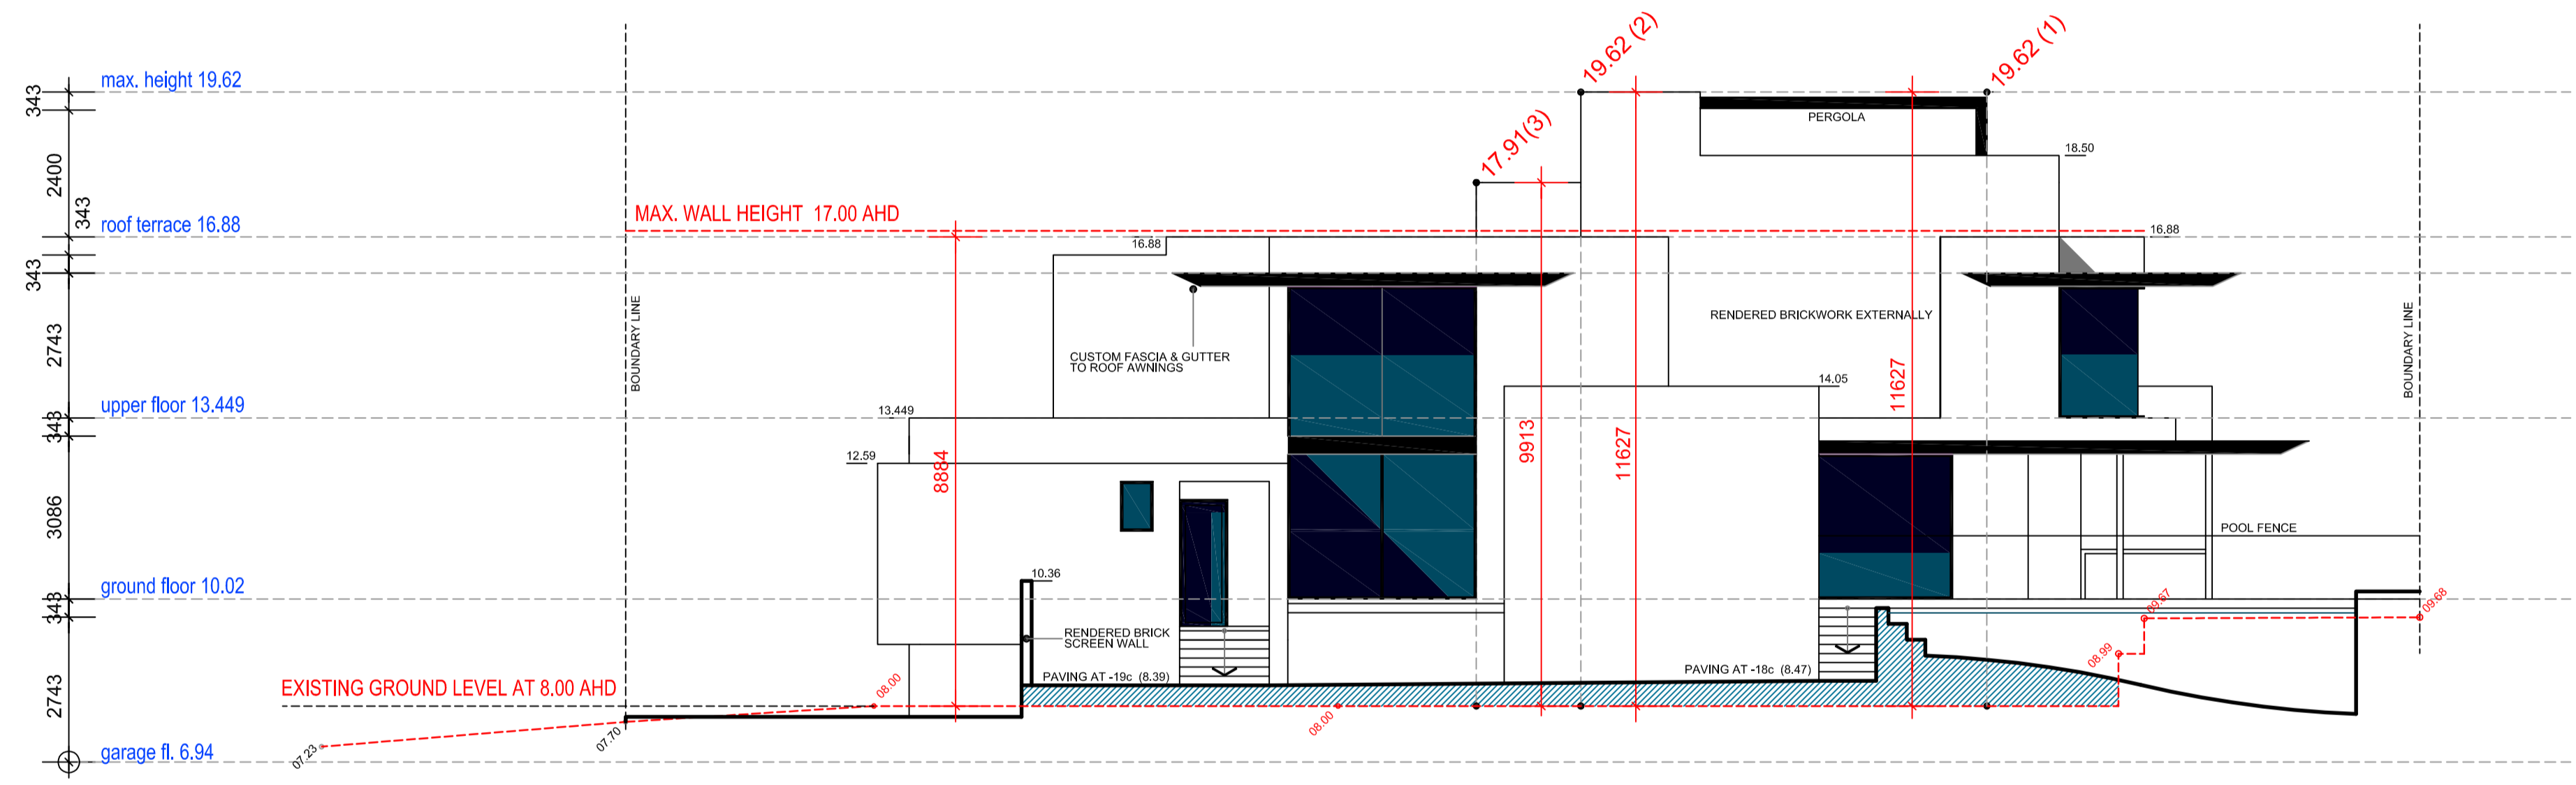 19.62 (2)
19.62 (1)
max. height 19.62
343
PERGOLA
17.91(3)
18.50
2400
343
MAX. WALL HEIGHT 17.00 AHD
roof terrace 16.88
16.88
16.88
343
BOUNDARY LINE
BOUNDARY LINE
RENDERED BRICKWORK EXTERNALLY
2743
CUSTOM FASCIA & GUTTER
TO ROOF AWNINGS
14.05
11627
upper floor 13.449
13.449
343
9913
11627
12.59
8884
3086
POOL FENCE
10.36
ground floor 10.02
343
09.67
09.68
RENDERED BRICK
SCREEN WALL
08.99
PAVING AT -19c (8.39)
PAVING AT -18c (8.47)
EXISTING GROUND LEVEL AT 8.00 AHD
08.00
2743
08.00
07.70
07.23
garage fl. 6.94